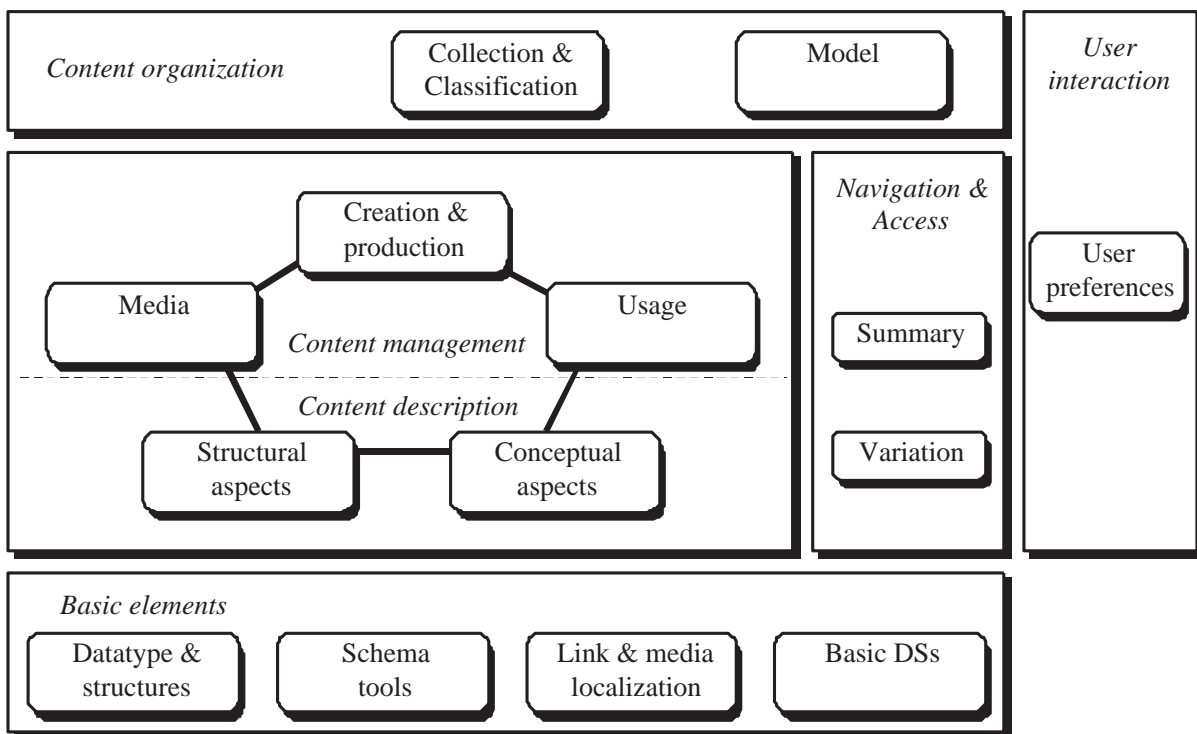 Content organization
Collection &
Classification
Model
User
interaction
User
preferences
Creation &
production
Media
Usage
Content management
Content description
Structural
aspects
Conceptual
aspects
Navigation &
Access
Summary
Variation
Basic elements
Datatype &
structures
Schema
tools
Link & media
localization
Basic DSs